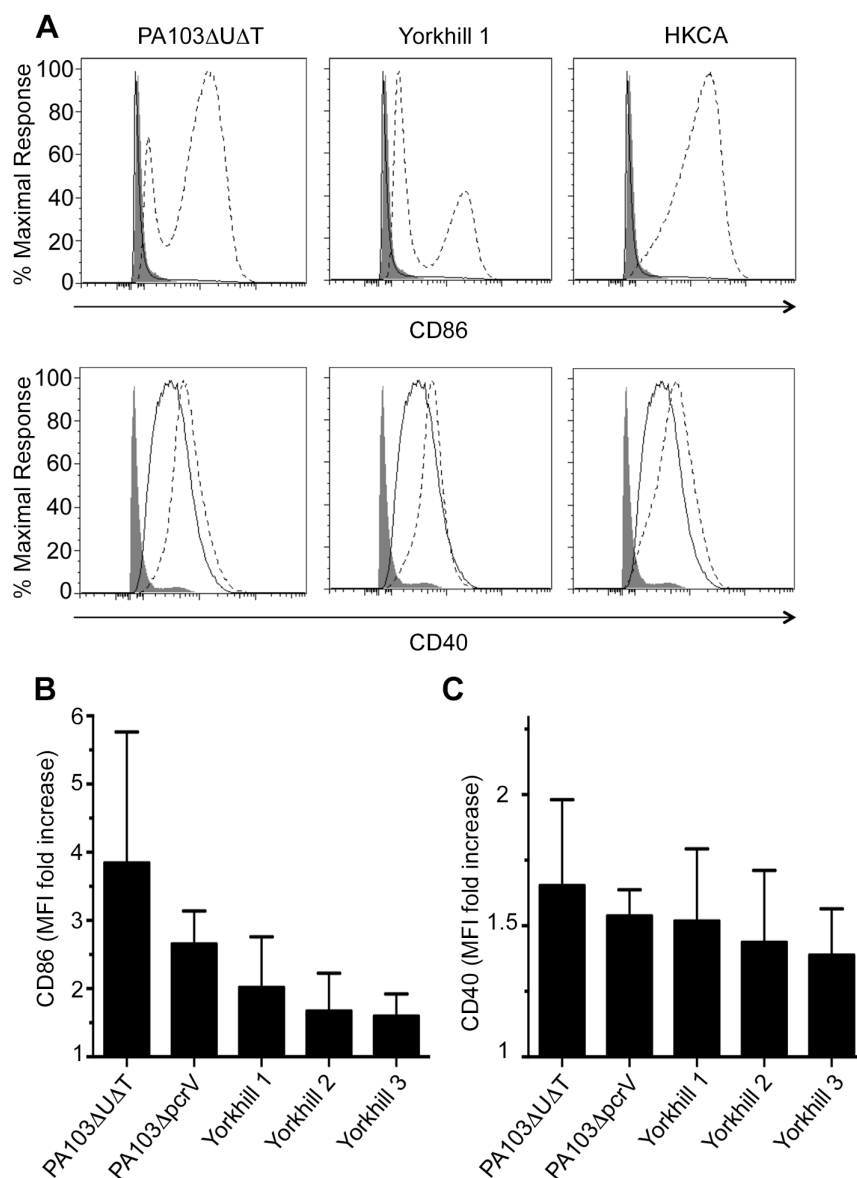 A
PA103ΔUΔT
Yorkhill 1
HKCA
% Maximal Response
100
80
60
40
20
0
CD86
% Maximal Response
100
80
60
40
20
0
CD40
B
CD86 (MFI fold increase)
6
5
4
3
2
1
PA103ΔUΔT
PA103ΔpcrV
Yorkhill 1
Yorkhill 2
Yorkhill 3
C
CD40 (MFI fold increase)
2
1.5
1
PA103ΔUΔT
PA103ΔpcrV
Yorkhill 1
Yorkhill 2
Yorkhill 3